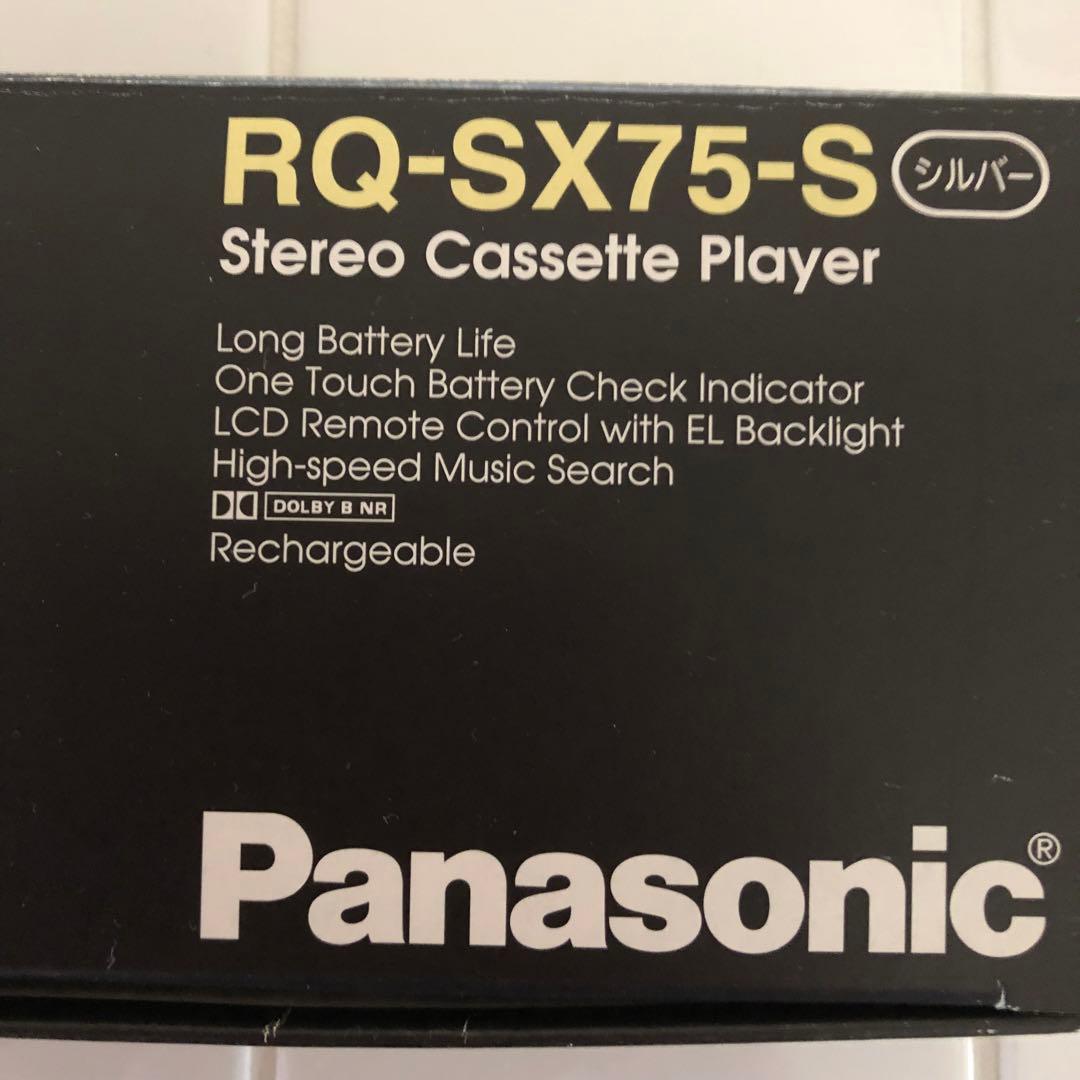 RQ-SX75-S シルバー
Stereo Cassette Player
Long Battery Life
One Touch Battery Check Indicator
LCD Remote Control with EL Backlight
High-speed Music Search
DOLBY B NR
Rechargeable
Panasonic®